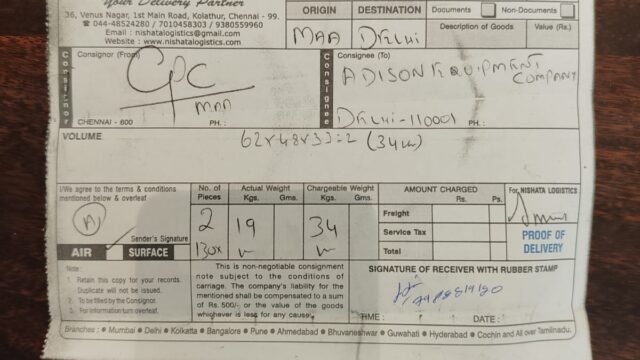 Your Delivery Partner
36, Venus Nagar, 1st Main Road, Kolathur, Chennai - 99.
☎ 044-48524280 / 7010458303 / 9380559960
Email : nishatalogistics@gmail.com
Website : www.nishatalogistics.com
ORIGIN
MAA
DESTINATION
DELHI
Documents
Non-Documents
Description of Goods
Value (Rs.)
Consignor
Consignor (From)
CPC
MAA
CHENNAI - 600
PH. :
Consignee
Consignee (To)
ADISON EQUIPMENT
COMPANY
DELHI-110001
PH. :
VOLUME
62x48x33=2 (34
I/We agree to the terms & conditions
mentioned below & overleaf
Sender's Signature
AIR
SURFACE
No. of
Pieces
2
Box
Actual Weight
Kgs.
Gms.
19
Chargeable Weight
Kgs.
Gms.
34
AMOUNT CHARGED
Rs.
Ps.
Freight
Service Tax
Total
For NISHATA LOGISTICS
PROOF OF
DELIVERY
Note :
1. Retain this copy for your records.
Duplicate will not be issued.
2. To be filled by the Consignor.
3. For information turn overleaf.
This is non-negotiable consignment
note subject to the conditions of
carriage. The company's liability for
the mentioned shall be compensated to a sum
of Rs. 500/- or the value of the goods
whichever is less for any cause.
SIGNATURE OF RECEIVER WITH RUBBER STAMP
TIME :
DATE :
Branches : ● Mumbai ● Delhi ● Kolkatta ● Bangalore ● Pune ● Ahmedabad ● Bhuvaneshwar ● Guwahati ● Hyderabad ● Cochin and All over Tamilnadu.